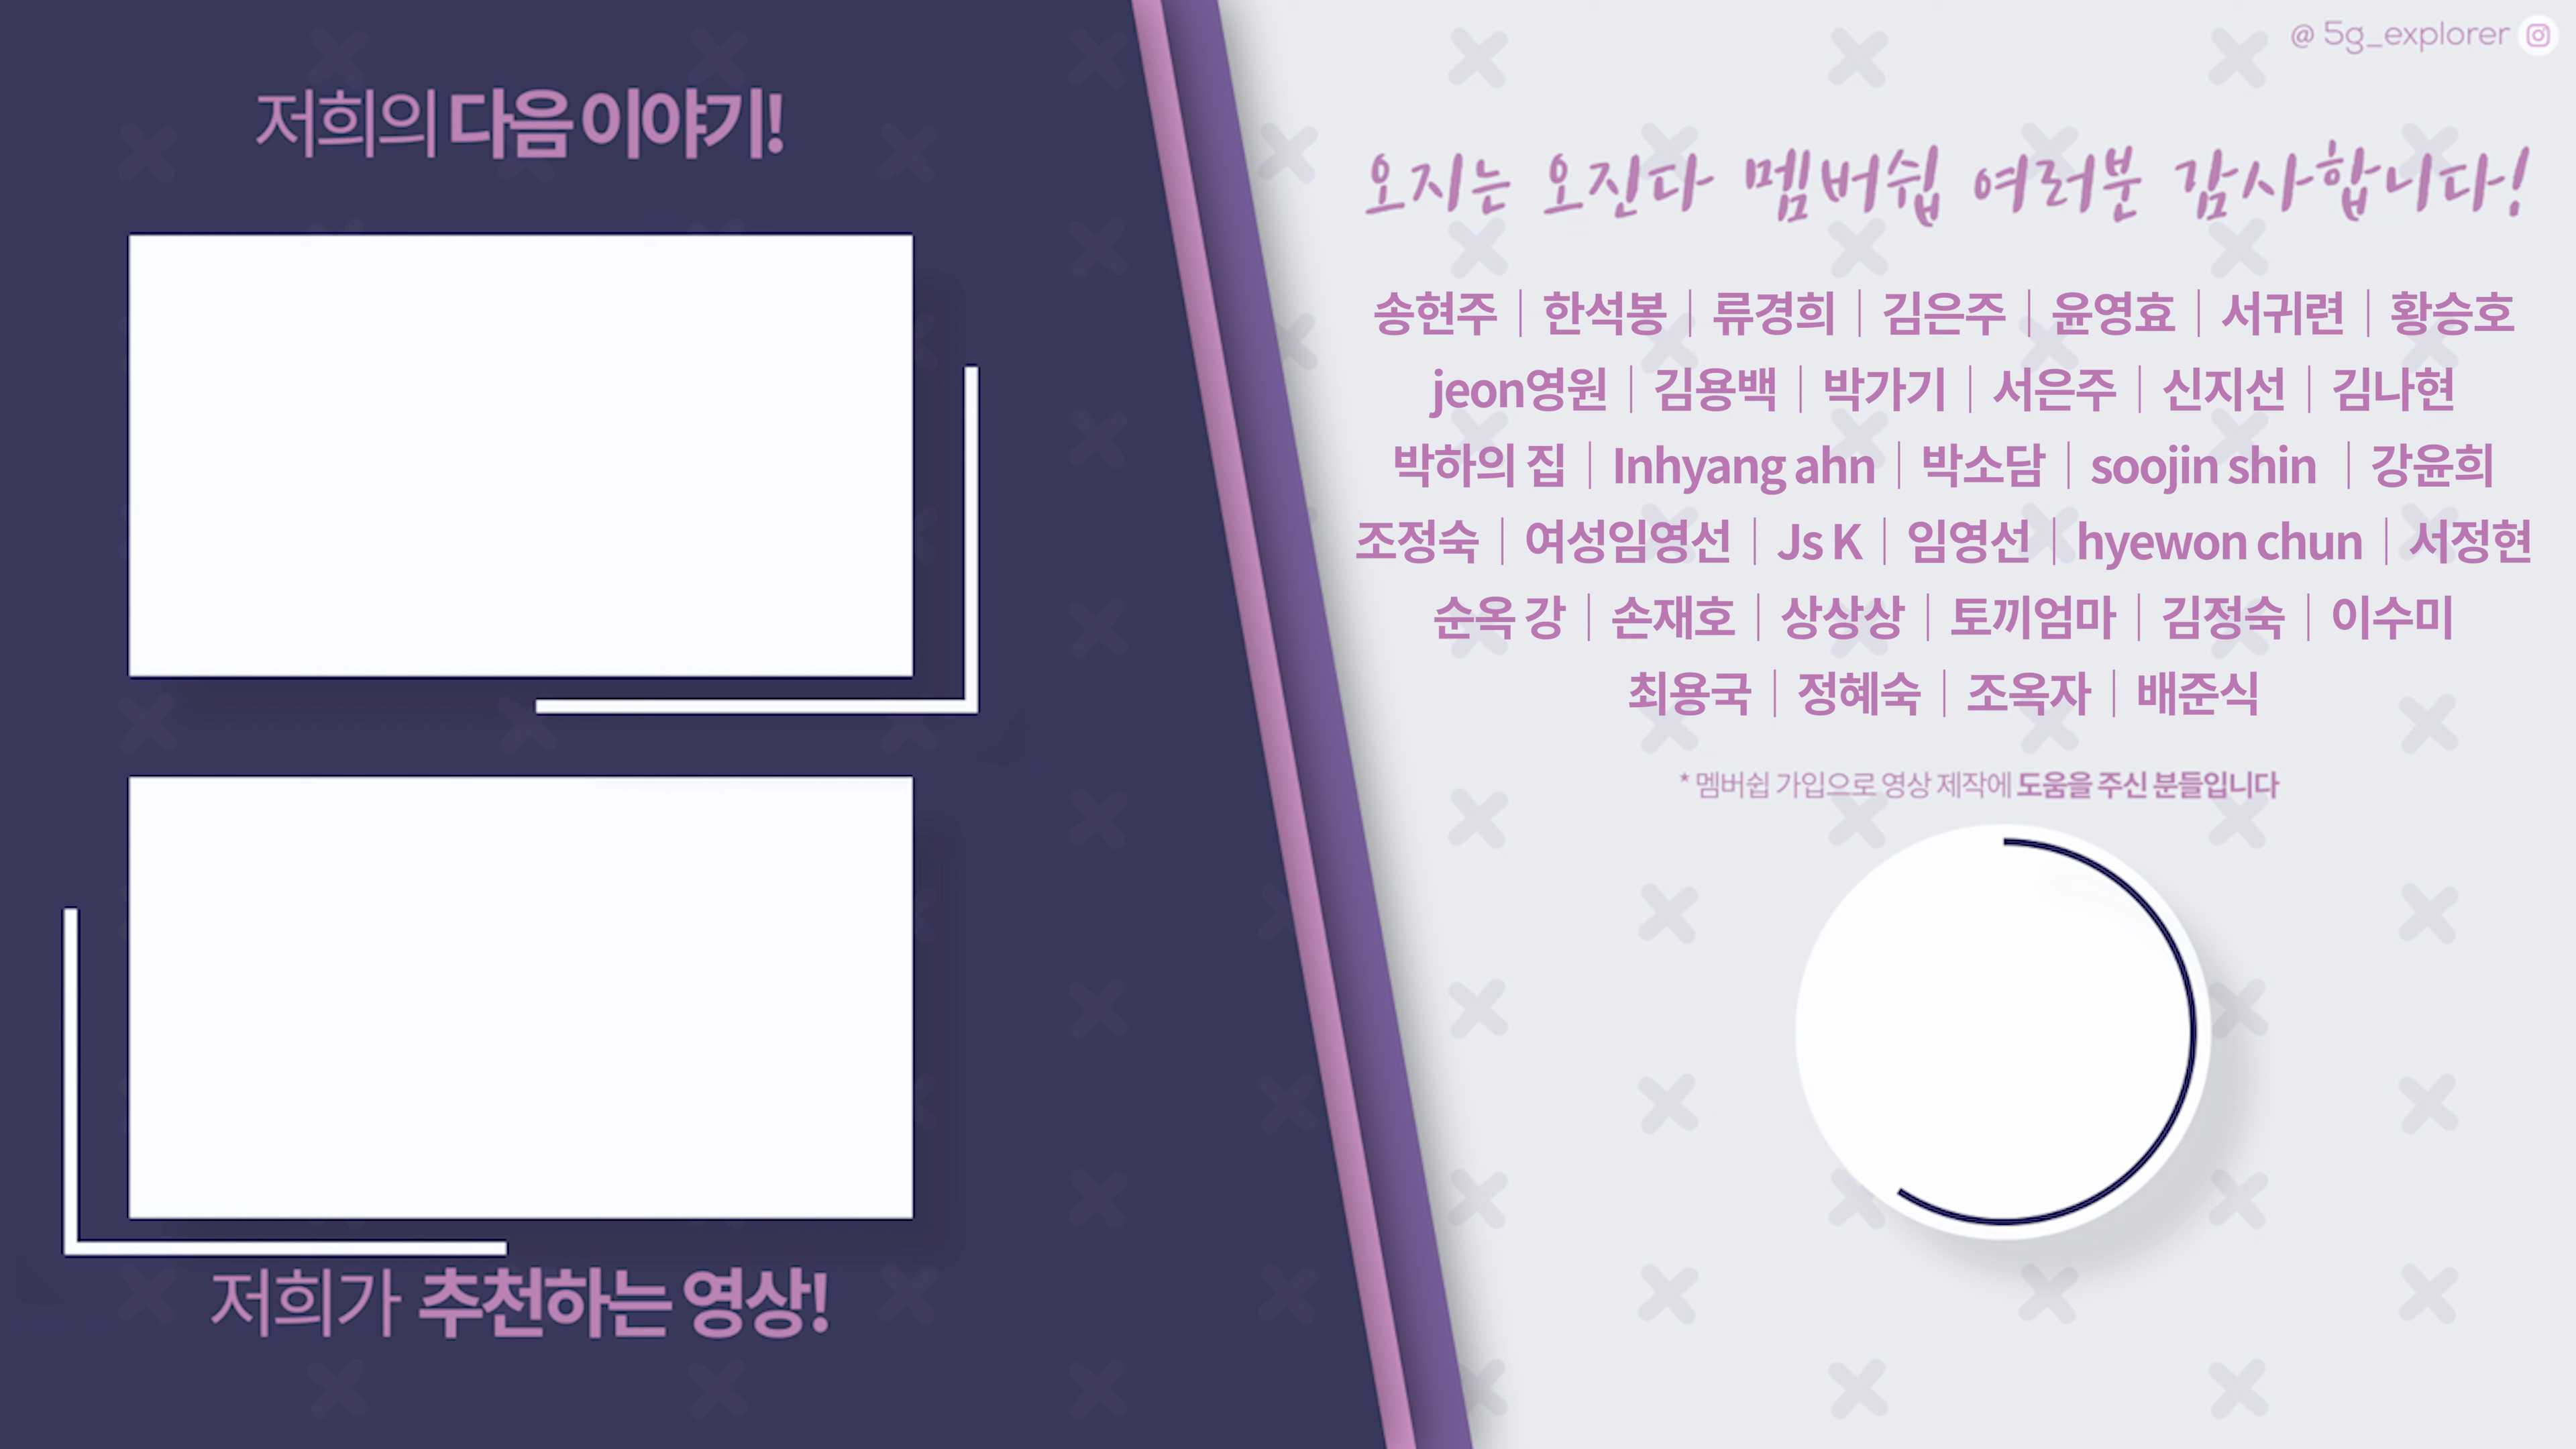 저희의 다음 이야기!
저희가 추천하는 영상!
@ 5g_explorer
오지는 오진다 멤버쉽 여러분 감사합니다!
송현주 | 한석봉 | 류경희 | 김은주 | 윤영효 | 서귀련 | 황승호
jeon영원 | 김용백 | 박가기 | 서은주 | 신지선 | 김나현
박하의 집 | Inhyang ahn | 박소담 | soojin shin | 강윤희
조정숙 | 여성임영선 | Js K | 임영선 | hyewon chun | 서정현
순옥 강 | 손재호 | 상상상 | 토끼엄마 | 김정숙 | 이수미
최용국 | 정혜숙 | 조옥자 | 배준식
* 멤버쉽 가입으로 영상 제작에 도움을 주신 분들입니다